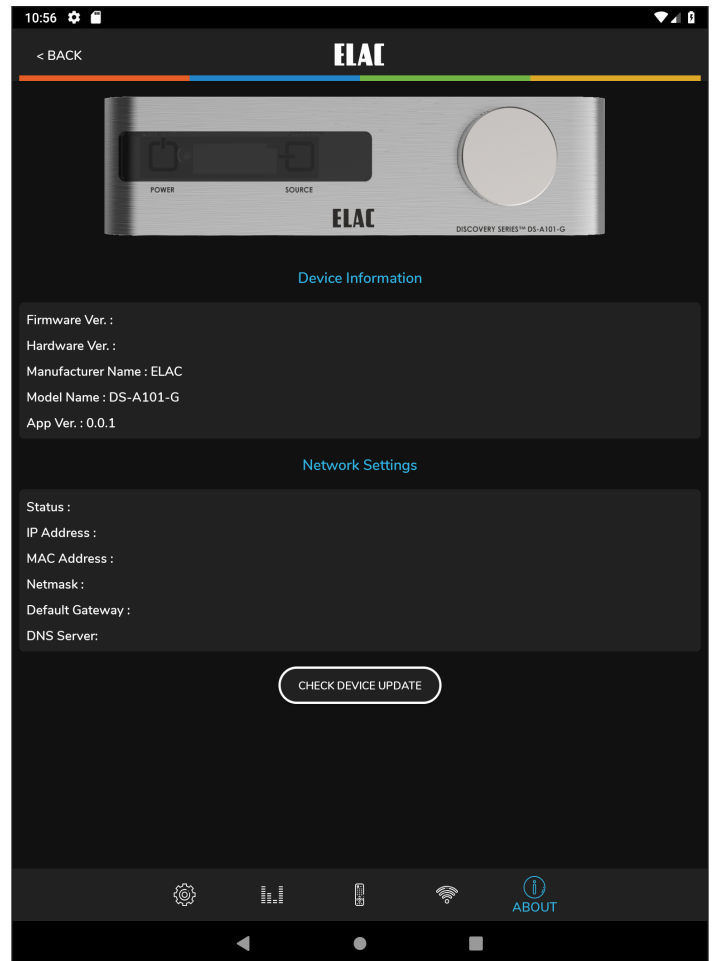 10:56
< BACK
ELAC
POWER
SOURCE
ELAC
DISCOVERY SERIES™ DS-A101-G
Device Information
Firmware Ver. :
Hardware Ver. :
Manufacturer Name : ELAC
Model Name : DS-A101-G
App Ver. : 0.0.1
Network Settings
Status :
IP Address :
MAC Address :
Netmask :
Default Gateway :
DNS Server:
CHECK DEVICE UPDATE
ABOUT